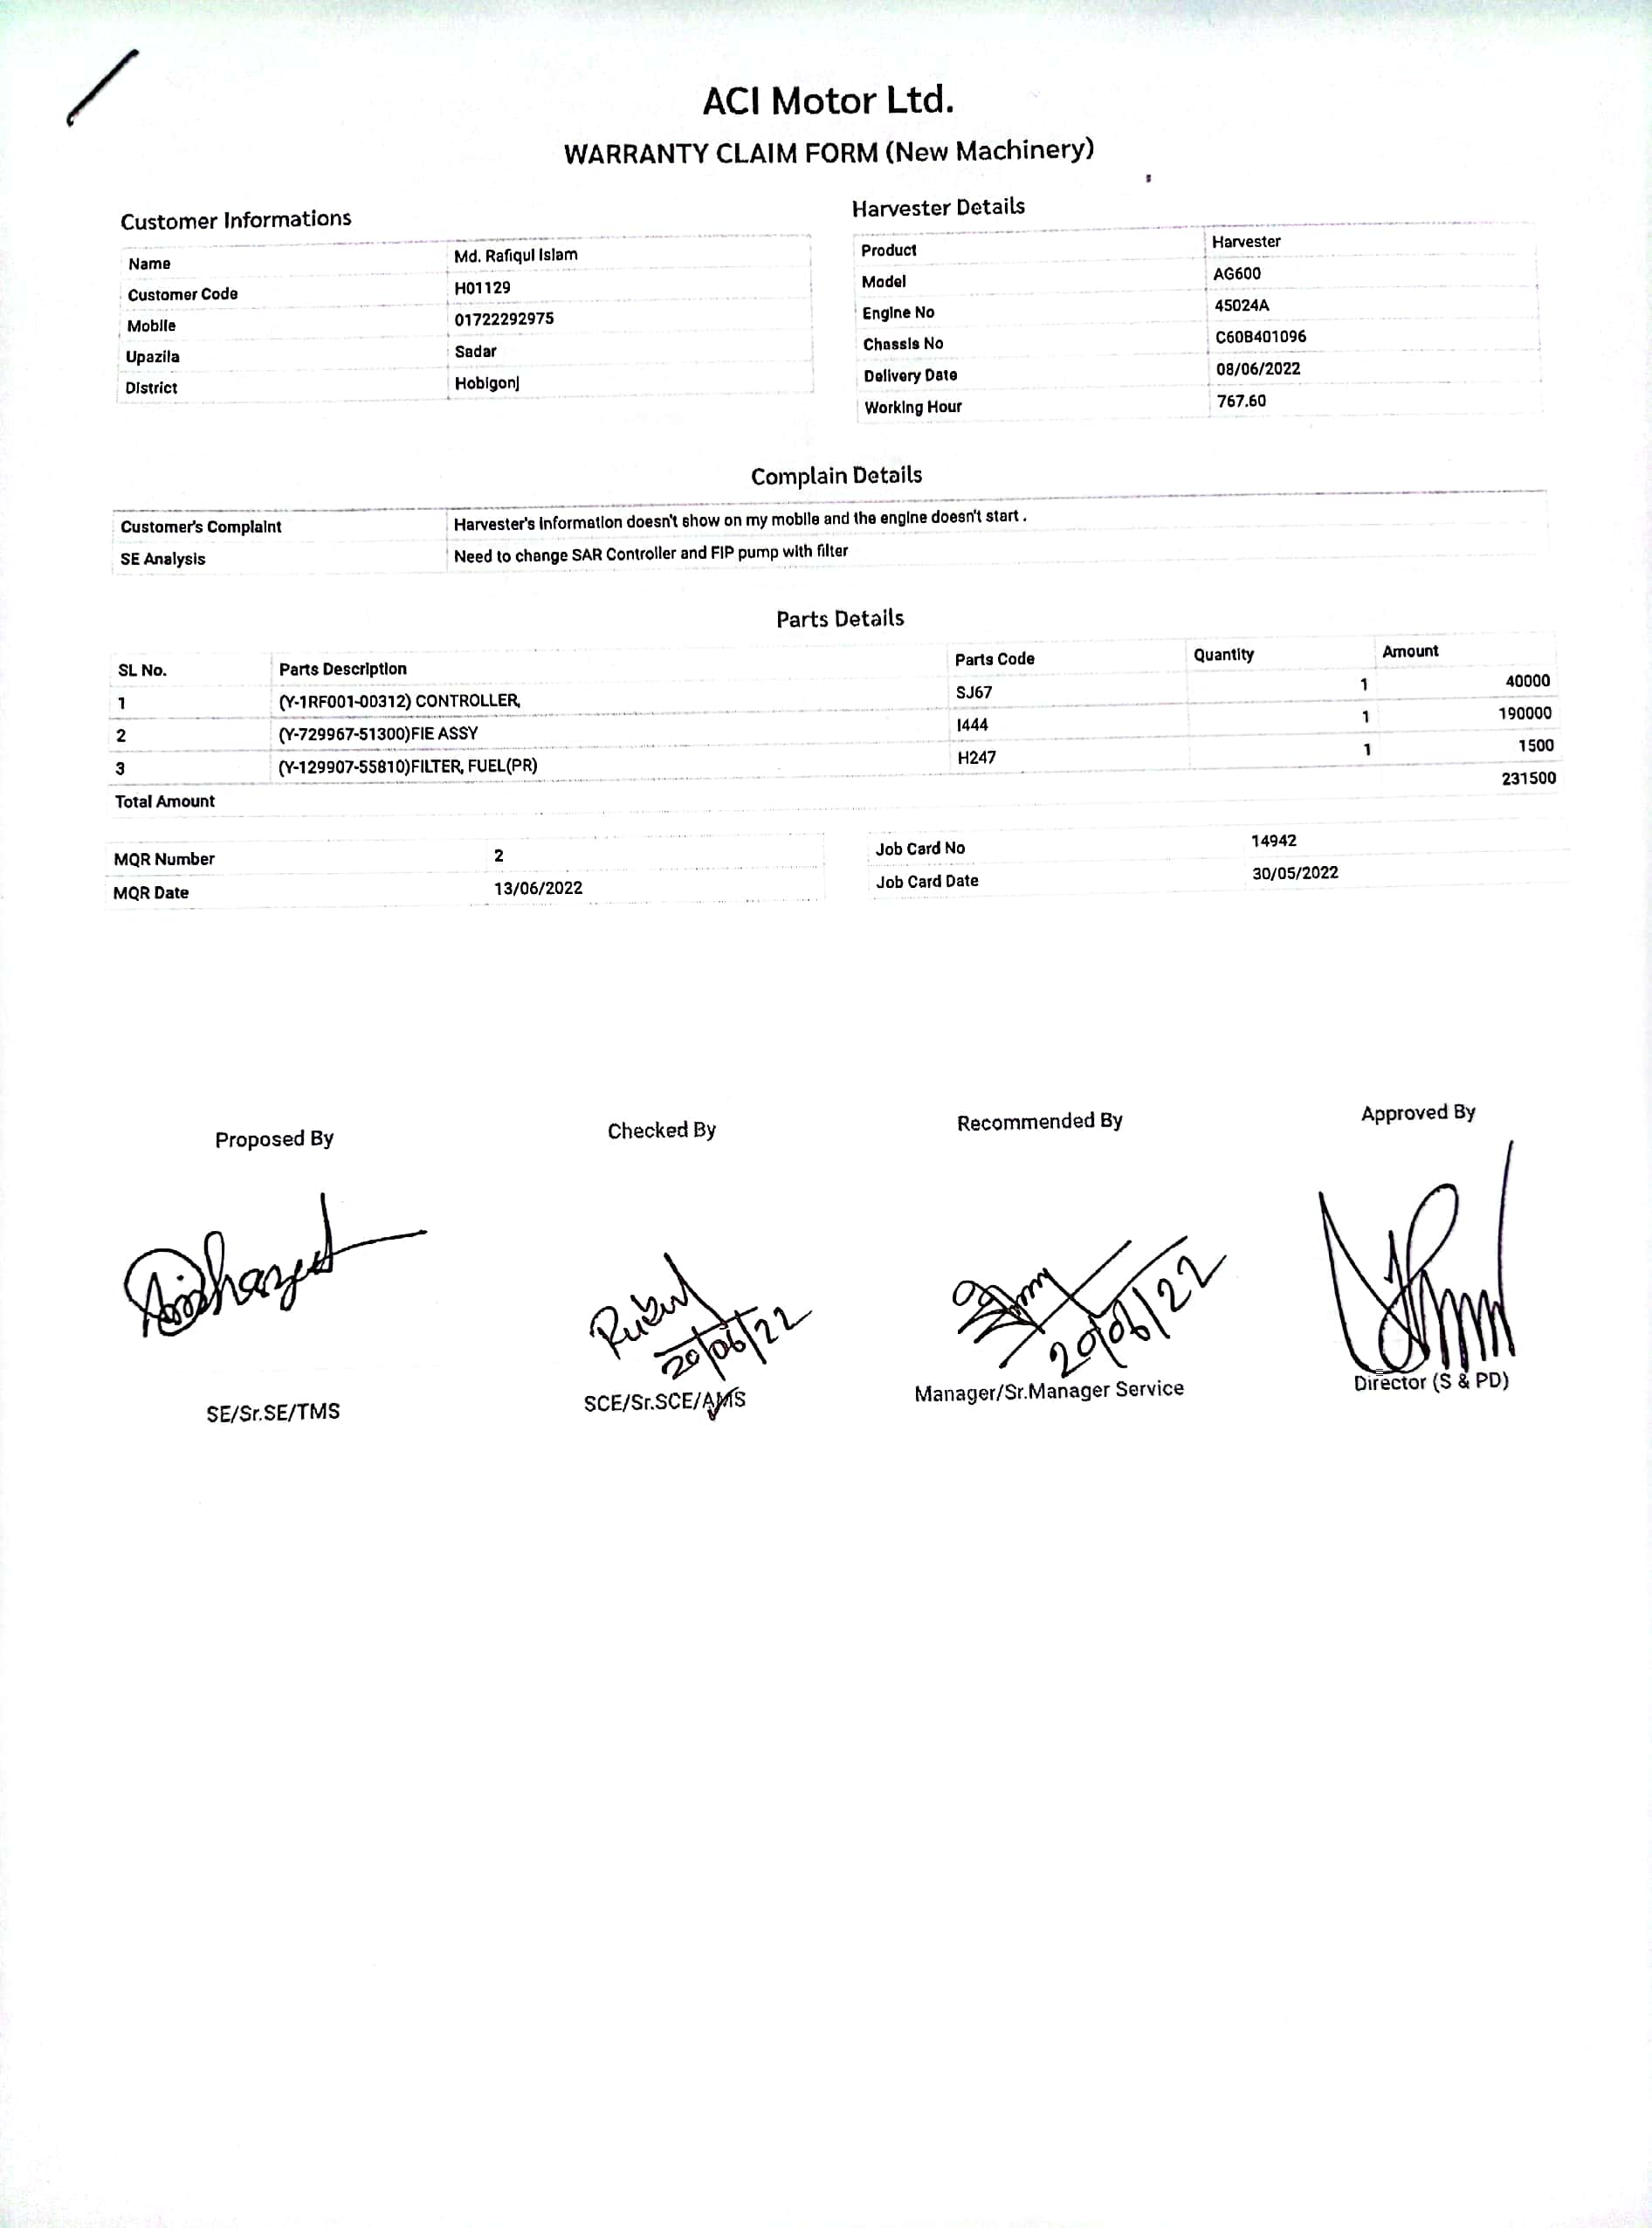 ACI Motor Ltd.
WARRANTY CLAIM FORM (New Machinery)
Customer Informations
Name Md. Rafiqul Islam
Customer Code H01129
Mobile 01722292975
Upazila Sadar
District Hobigonj
Harvester Details
Product Harvester
Model AG600
Engine No 45024A
Chassis No C60B401096
Delivery Date 08/06/2022
Working Hour 767.60
Complain Details
Customer's Complaint Harvester's information doesn't show on my mobile and the engine doesn't start .
SE Analysis Need to change SAR Controller and FIP pump with filter
Parts Details
SL No. Parts Description Parts Code Quantity Amount
1 (Y-1RF001-00312) CONTROLLER, SJ67 1 40000
2 (Y-729967-51300)FIE ASSY I444 1 190000
3 (Y-129907-55810)FILTER, FUEL(PR) H247 1 1500
Total Amount 231500
MQR Number 2
MQR Date 13/06/2022
Job Card No 14942
Job Card Date 30/05/2022
Proposed By Checked By Recommended By Approved By
20/06/22 20/06/22
SE/Sr.SE/TMS SCE/Sr.SCE/AMS Manager/Sr.Manager Service Director (S & PD)